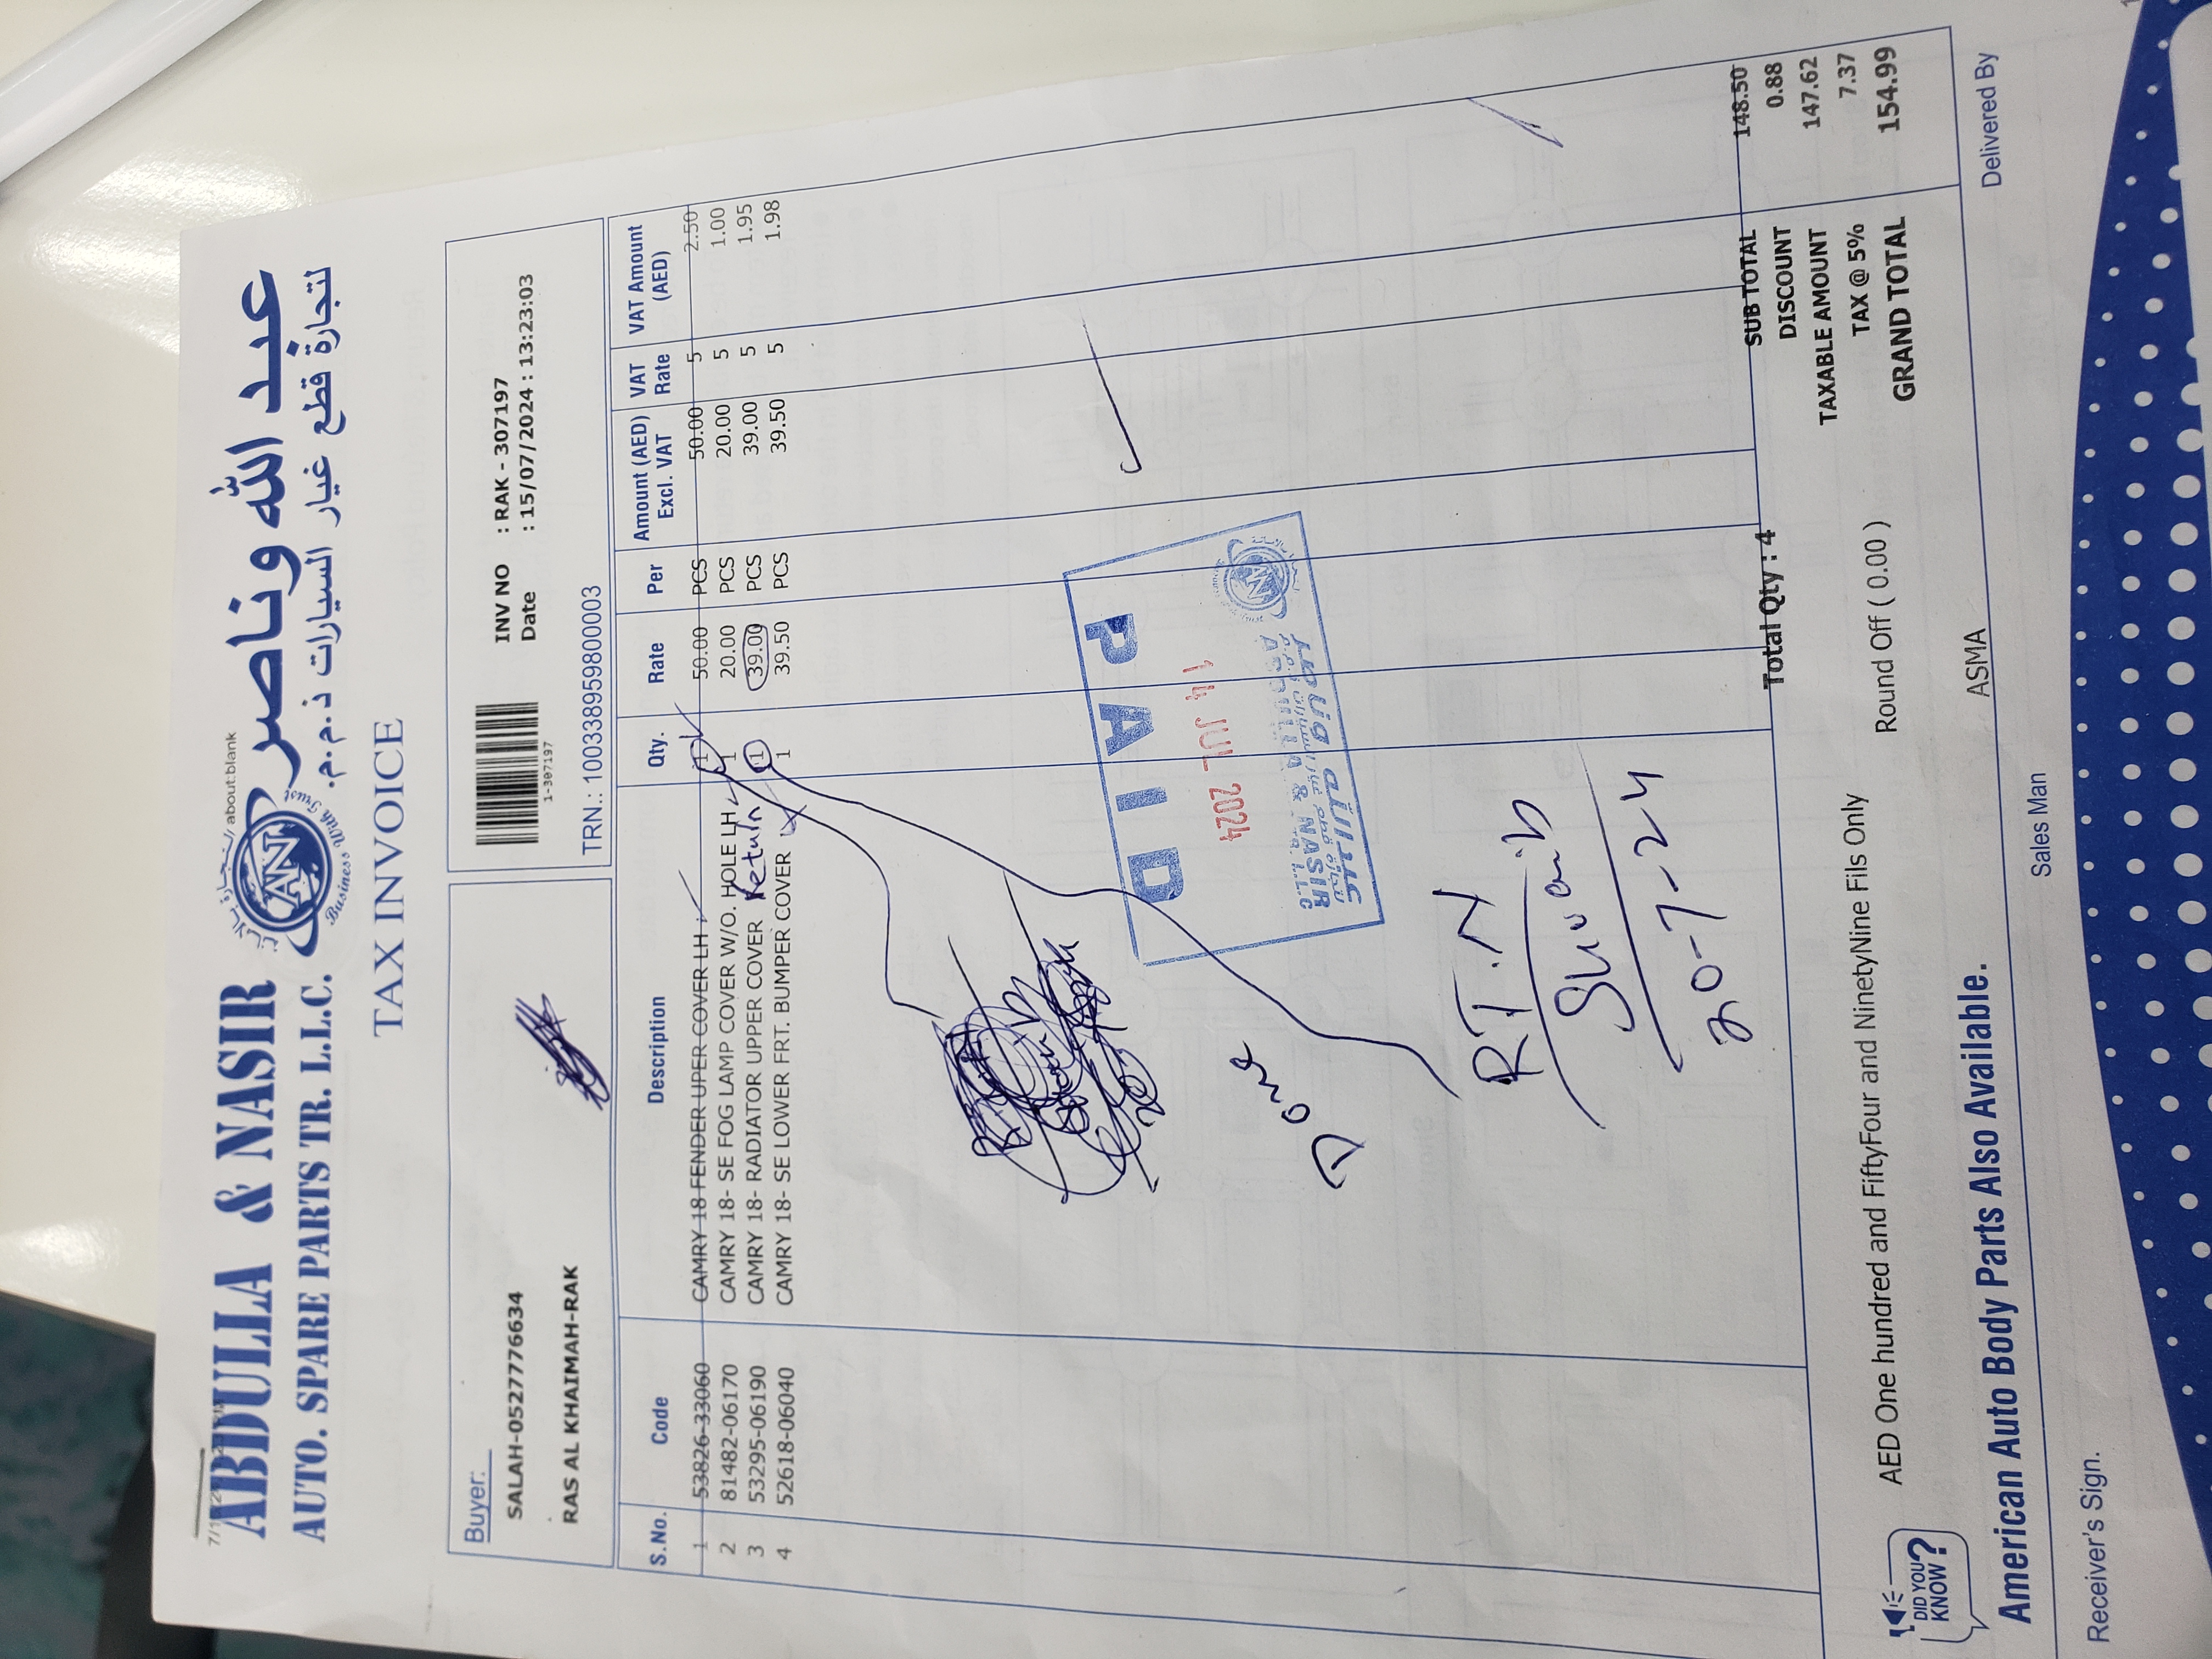 about:blank
ABDULLA & NASIR
AUTO. SPARE PARTS TR. L.L.C.
AN
Business With Trust
عبد الله وناصر
لتجارة قطع غيار السيارات ذ.م.م.
TAX INVOICE
Buyer:
SALAH-0527776634
RAS AL KHAIMAH-RAK
1-307197
INV NO : RAK - 307197
Date : 15/07/2024 : 13:23:03
TRN.: 100338959800003
S.No. Code Description Qty. Rate Per Amount (AED) Excl. VAT VAT Rate VAT Amount (AED)
1 53826-33060 CAMRY 18 FENDER UPER COVER LH 1 50.00 PCS 50.00 5 2.50
2 81482-06170 CAMRY 18- SE FOG LAMP COVER W/O. HOLE LH 1 20.00 PCS 20.00 5 1.00
3 53295-06190 CAMRY 18- RADIATOR UPPER COVER Return 1 39.00 PCS 39.00 5 1.95
4 52618-06040 CAMRY 18- SE LOWER FRT. BUMPER COVER 1 39.50 PCS 39.50 5 1.98
PAID
14 JUL 2024
ABDULLA & NASIR
Done
RT.N
Shuaib
20-7-24
Total Qty : 4
SUB TOTAL 148.50
DISCOUNT 0.88
TAXABLE AMOUNT 147.62
TAX @ 5% 7.37
GRAND TOTAL 154.99
AED One hundred and FiftyFour and NinetyNine Fils Only
Round Off ( 0.00 )
DID YOU KNOW?
American Auto Body Parts Also Available.
ASMA
Receiver's Sign.
Sales Man
Delivered By